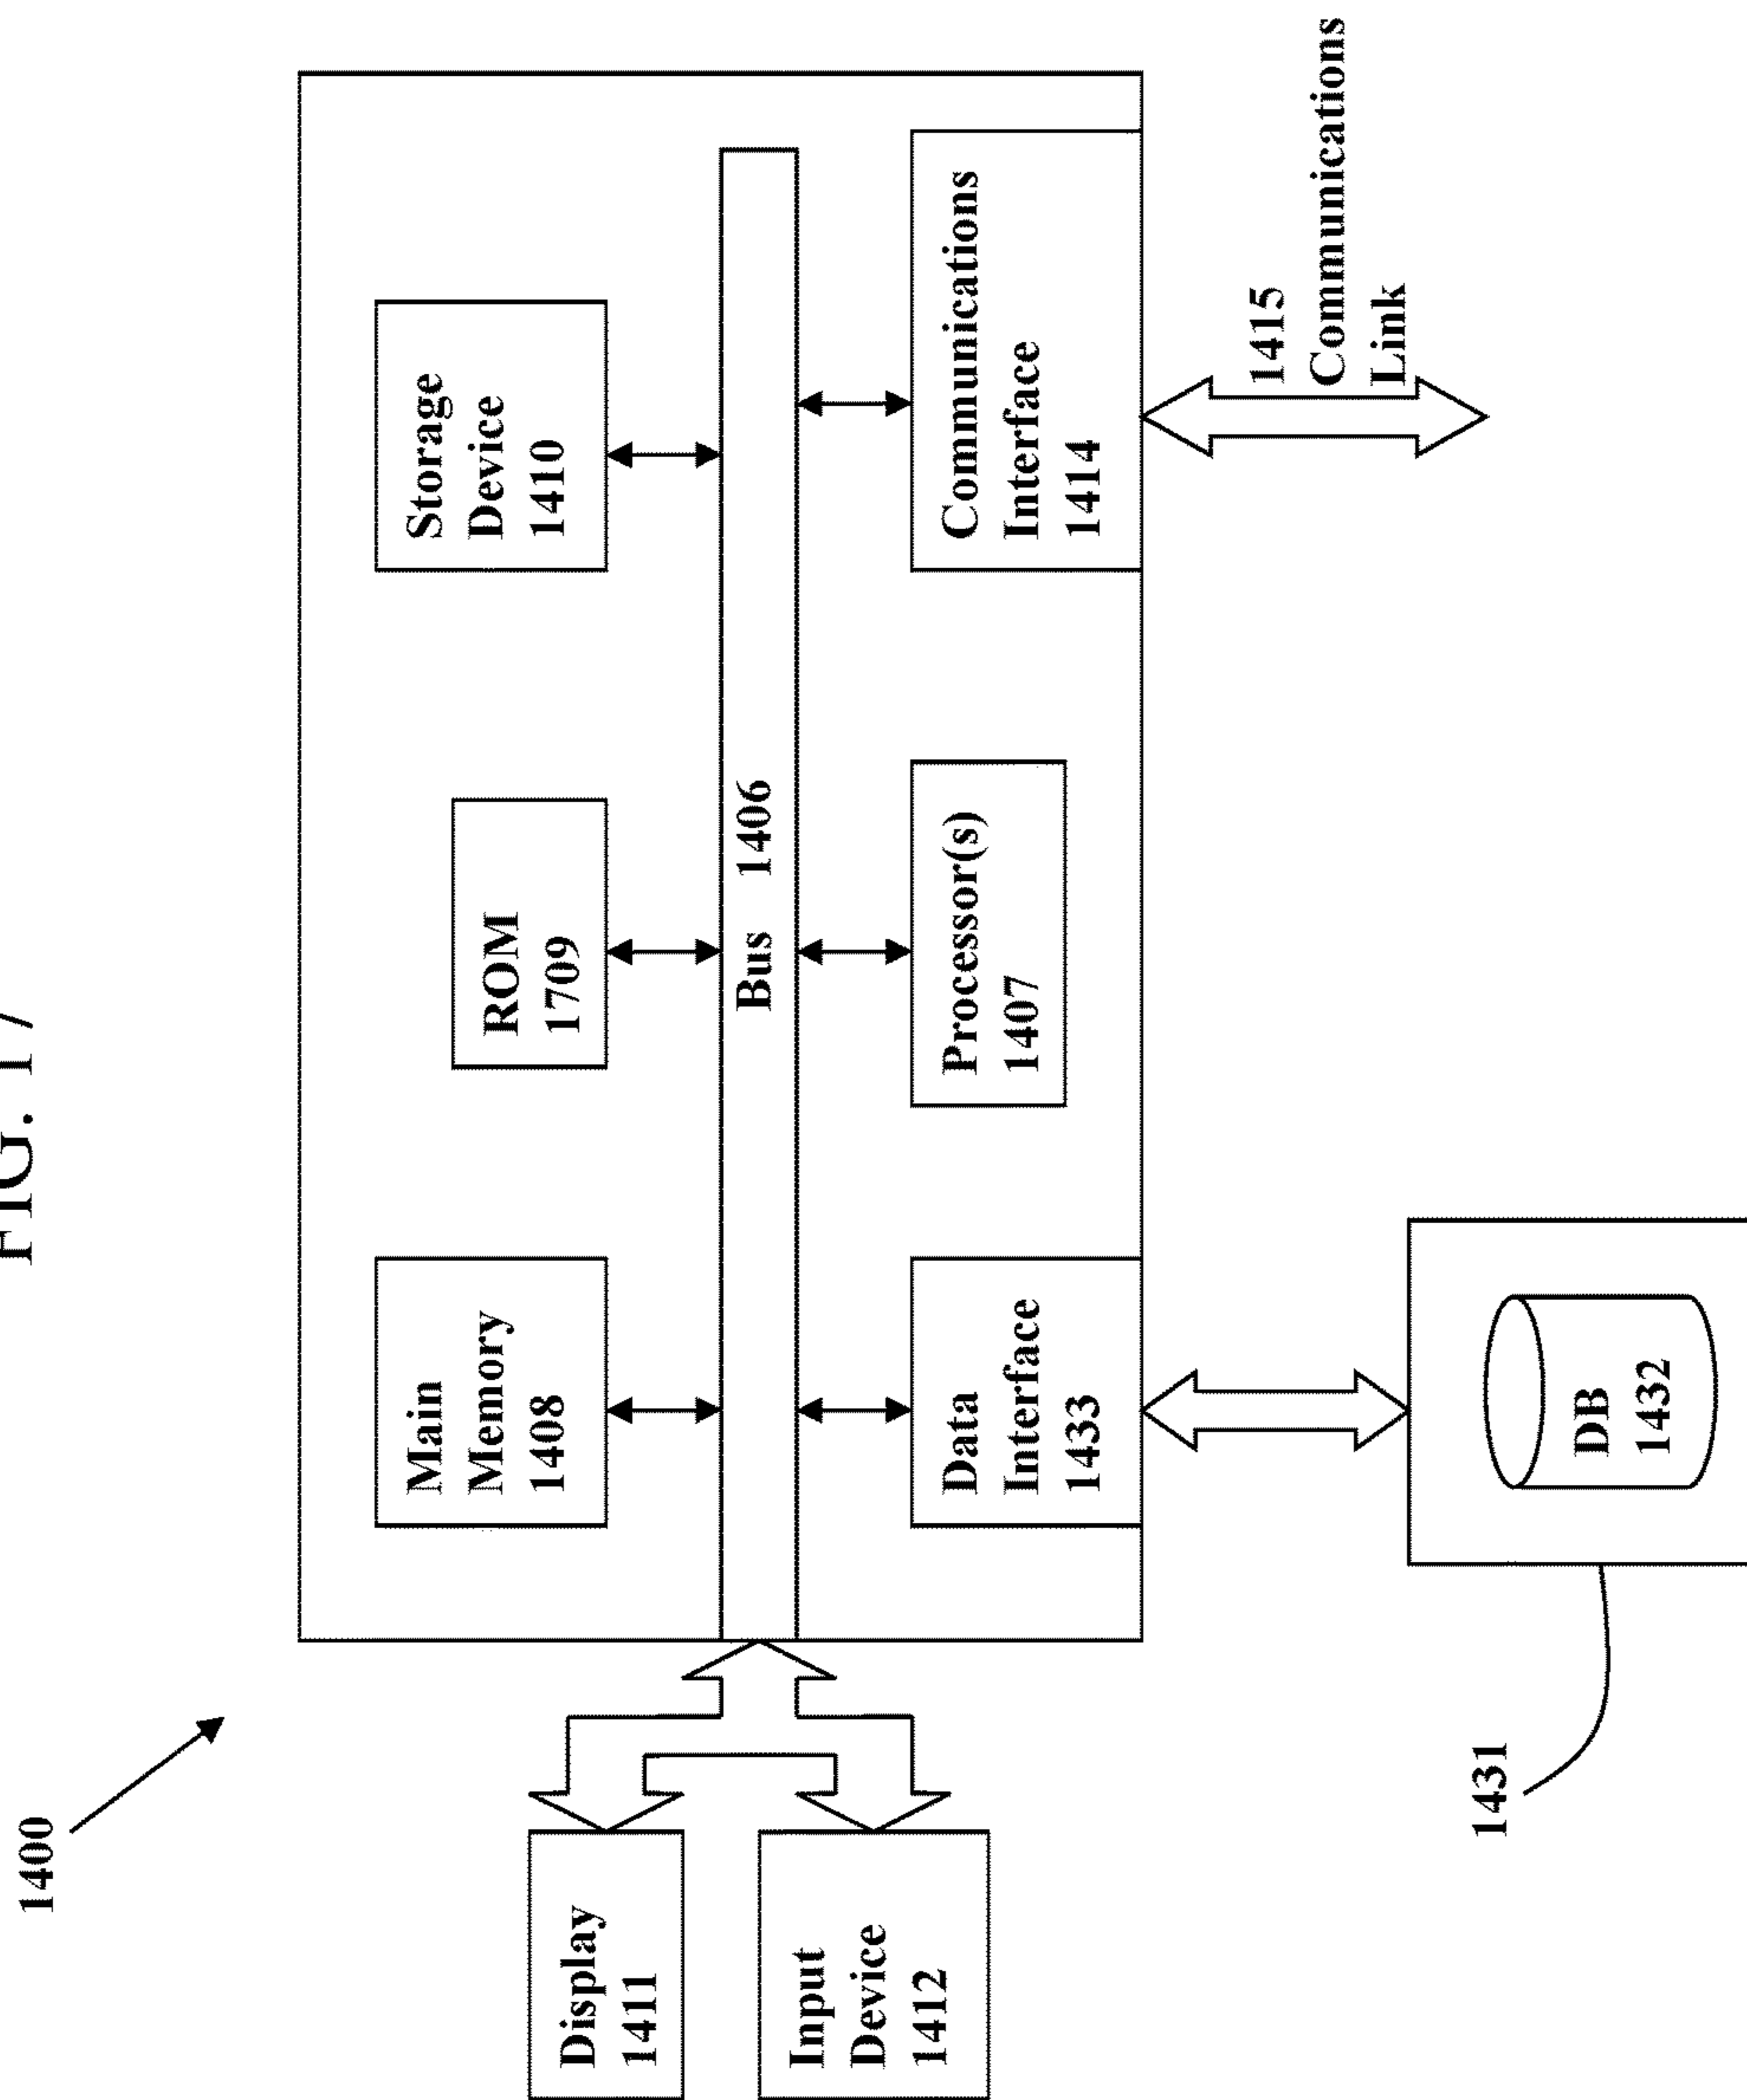 FIG. 17
1400
Main
Memory
1408
ROM
1709
Storage
Device
1410
Display
1411
Bus 1406
Input
Device
1412
Data
Interface
1433
Processor(s)
1407
Communications
Interface
1414
1415
Communications
Link
1431
DB
1432